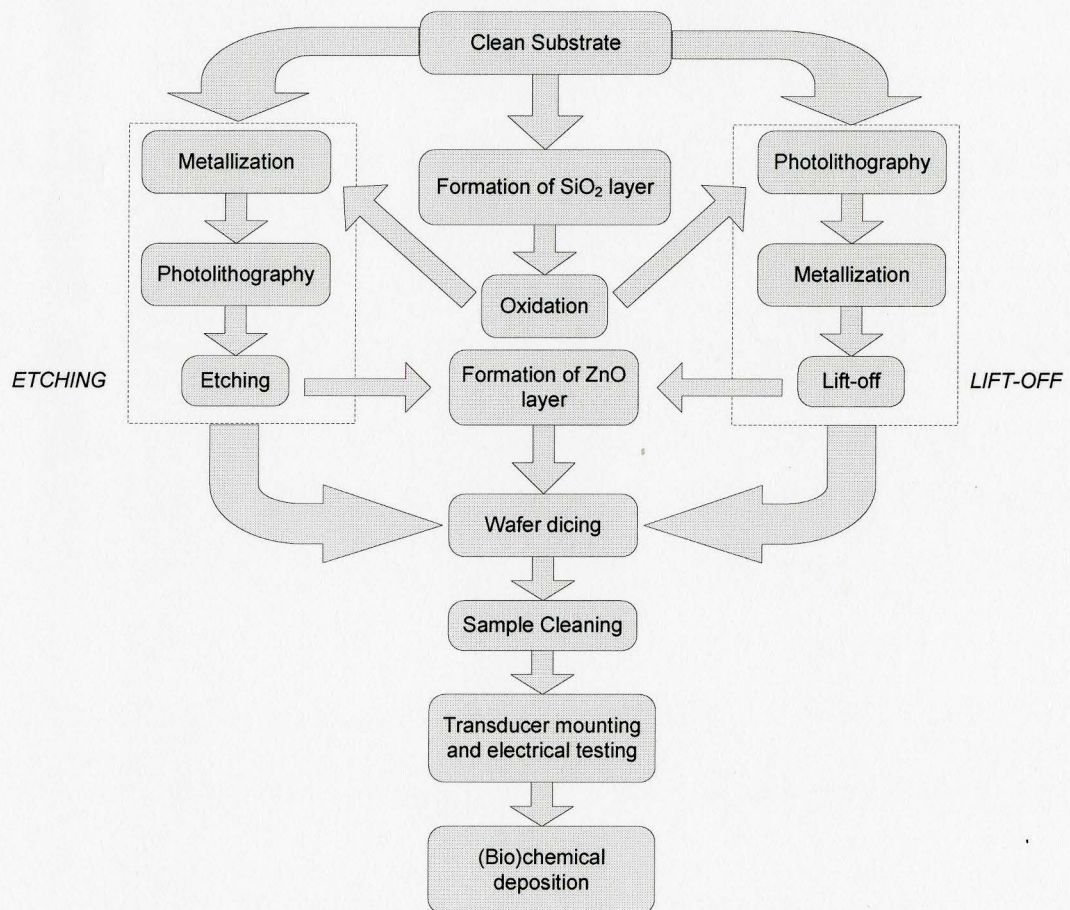 Clean Substrate
Metallization
Photolithography
Etching
ETCHING
Formation of SiO₂ layer
Oxidation
Photolithography
Metallization
Lift-off
LIFT-OFF
Formation of ZnO
layer
Wafer dicing
Sample Cleaning
Transducer mounting
and electrical testing
(Bio)chemical
deposition